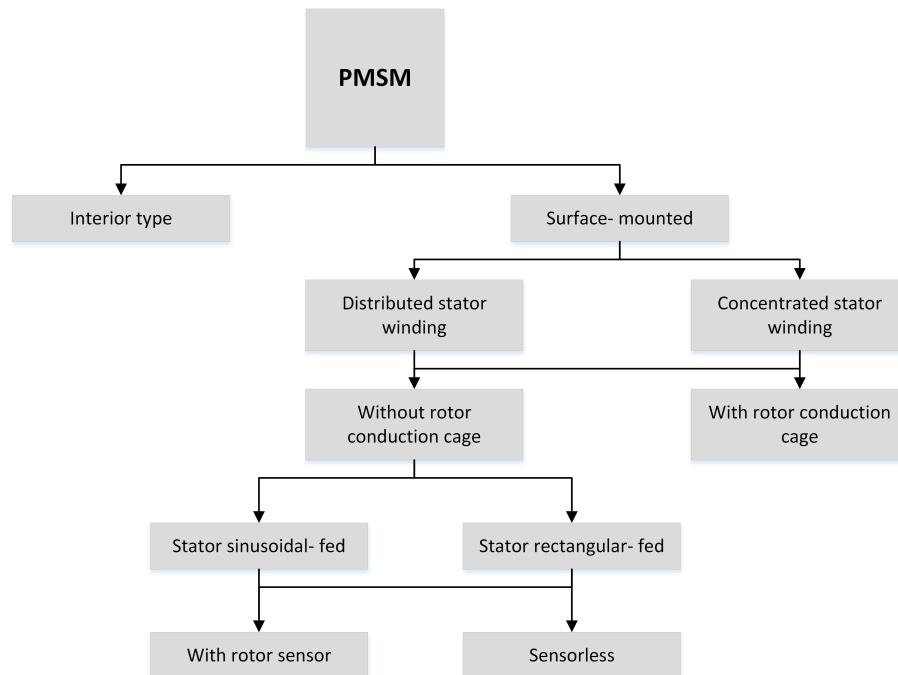 PMSM
Interior type
Surface- mounted
Distributed stator
winding
Concentrated stator
winding
Without rotor
conduction cage
With rotor conduction
cage
Stator sinusoidal- fed
Stator rectangular- fed
With rotor sensor
Sensorless